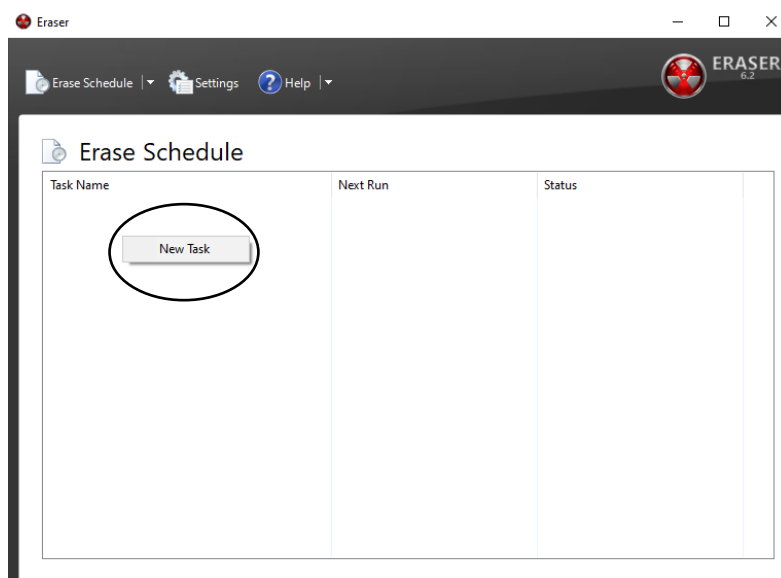 Eraser
Erase Schedule Settings Help
ERASER
6.2
Erase Schedule
Task Name Next Run Status
New Task